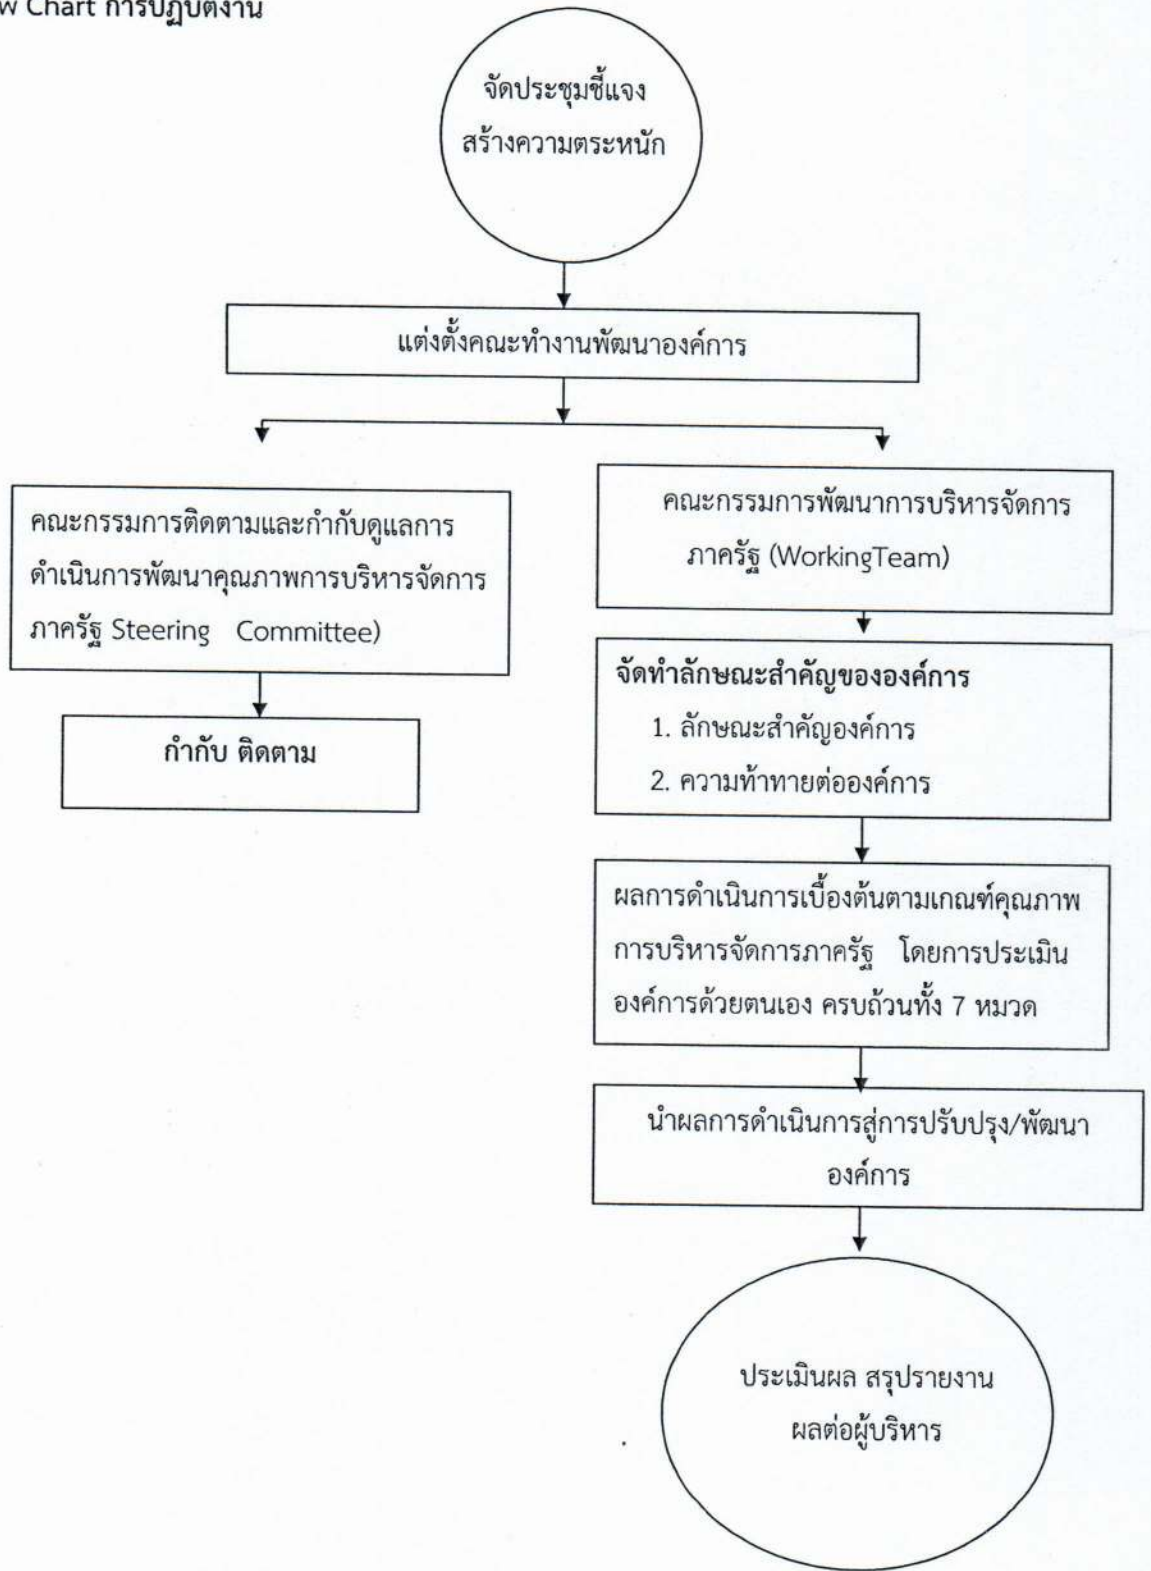 w Chart การปฏิบัติงาน
จัดประชุมชี้แจง
สร้างความตระหนัก
แต่งตั้งคณะทำงานพัฒนาองค์การ
คณะกรรมการติดตามและกำกับดูแลการ
ดำเนินการพัฒนาคุณภาพการบริหารจัดการ
ภาครัฐ Steering Committee)
กำกับ ติดตาม
คณะกรรมการพัฒนาการบริหารจัดการ
ภาครัฐ (WorkingTeam)
จัดทำลักษณะสำคัญขององค์การ
1. ลักษณะสำคัญองค์การ
2. ความท้าทายต่อองค์การ
ผลการดำเนินการเบื้องต้นตามเกณฑ์คุณภาพ
การบริหารจัดการภาครัฐ โดยการประเมิน
องค์การด้วยตนเอง ครบถ้วนทั้ง 7 หมวด
นำผลการดำเนินการสู่การปรับปรุง/พัฒนา
องค์การ
ประเมินผล สรุปรายงาน
ผลต่อผู้บริหาร